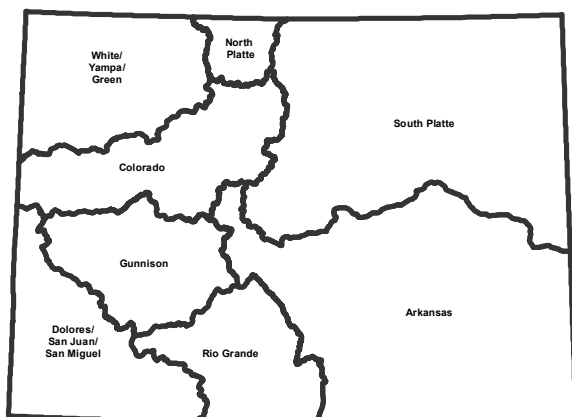 North
Platte
White/
Yampa/
Green
South Platte
Colorado
Gunnison
Arkansas
Dolores/
San Juan/
San Miguel
Rio Grande